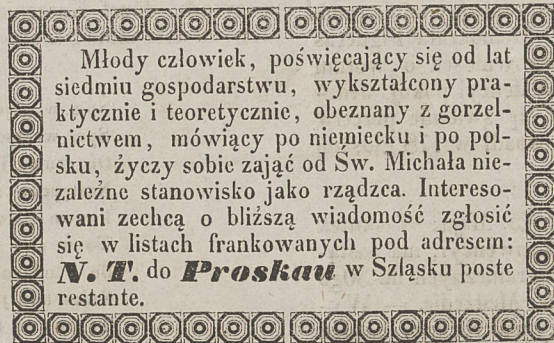 Młody człowiek, poświęcający się od lat
siedmiu gospodarstwu, wykształcony pra-
ktycznie i teoretycznie, obeznany z gorzel-
nictwem, mówiący po niemiecku i po pol-
sku, życzy sobie zająć od Św. Michała nie-
zależne stanowisko jako rządzca. Intereso-
wani zechcą o bliższą wiadomość zgłosić
się w listach frankowanych pod adresem:
N. T. do Proskau w Szląsku poste
restante.